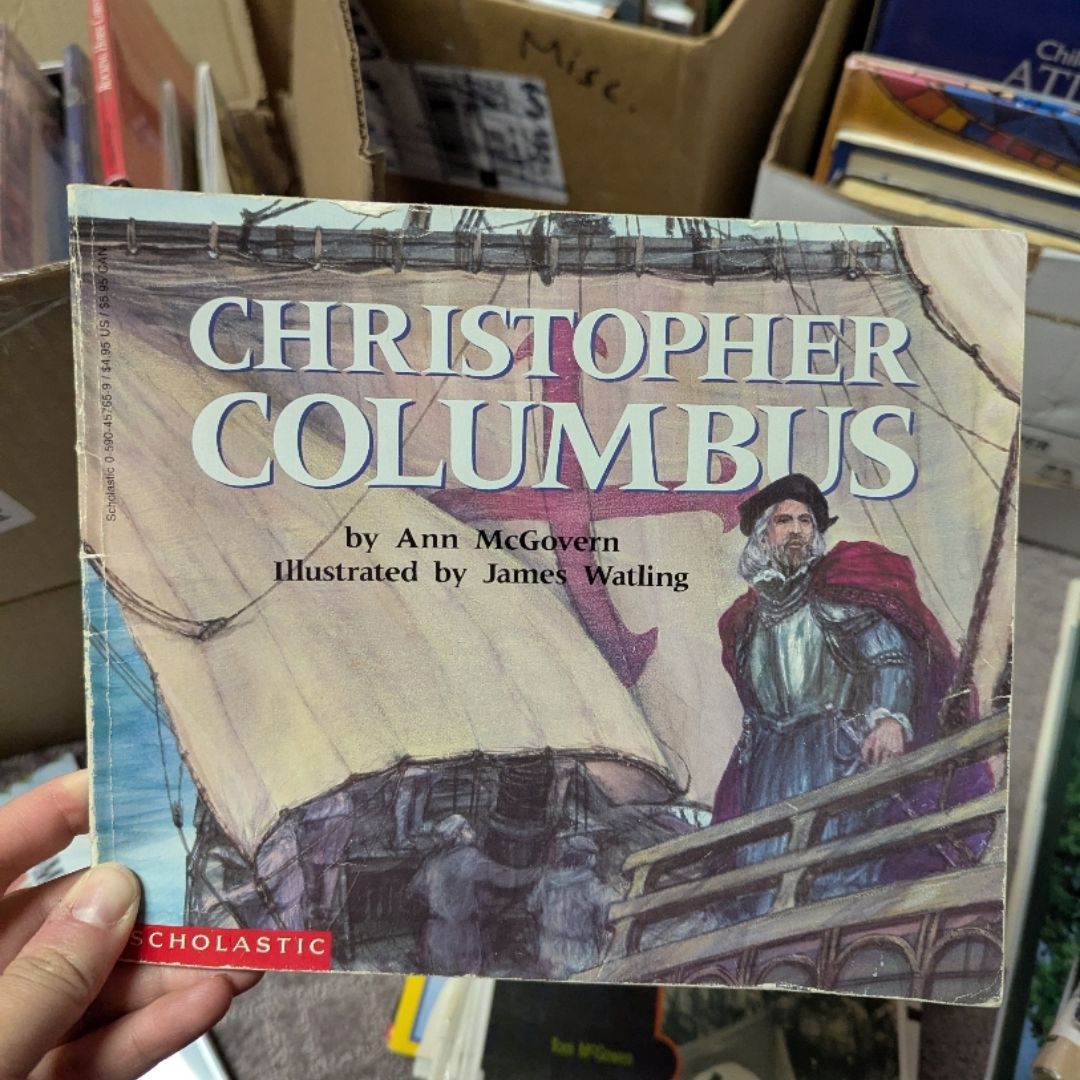 Misc.
CHRISTOPHER
COLUMBUS
by Ann McGovern
Illustrated by James Watling
Scholastic 0 590-45765-9 / $4.95 US / $5.95 CAN
SCHOLASTIC